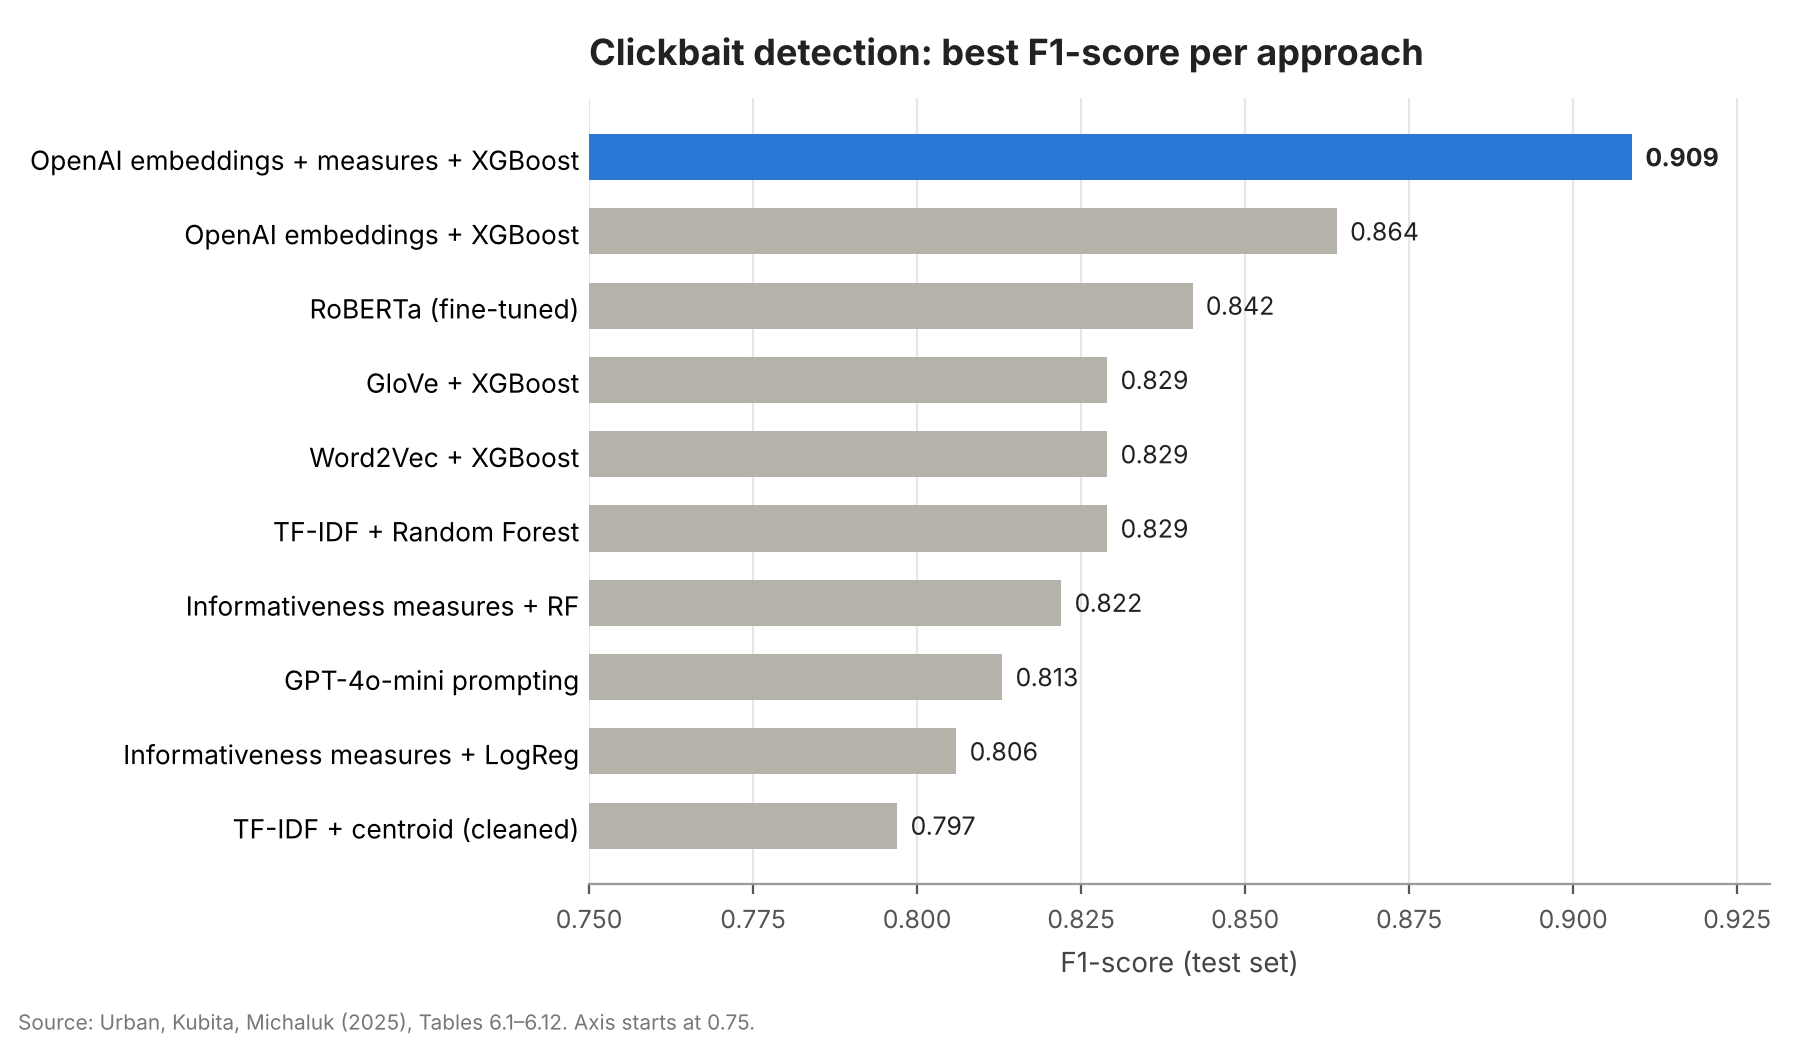 Clickbait detection: best F1-score per approach
OpenAI embeddings + measures + XGBoost 0.909
OpenAI embeddings + XGBoost 0.864
RoBERTa (fine-tuned) 0.842
GloVe + XGBoost 0.829
Word2Vec + XGBoost 0.829
TF-IDF + Random Forest 0.829
Informativeness measures + RF 0.822
GPT-4o-mini prompting 0.813
Informativeness measures + LogReg 0.806
TF-IDF + centroid (cleaned) 0.797
0.750 0.775 0.800 0.825 0.850 0.875 0.900 0.925
F1-score (test set)
Source: Urban, Kubita, Michaluk (2025), Tables 6.1–6.12. Axis starts at 0.75.